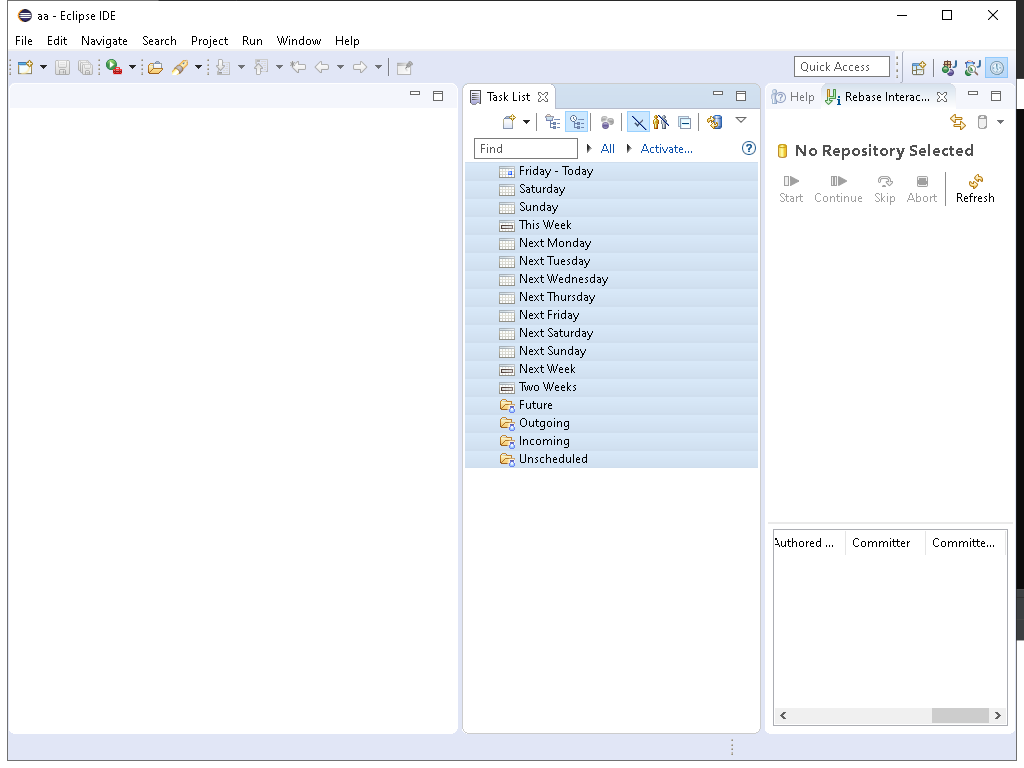 aa - Eclipse IDE
File Edit Navigate Search Project Run Window Help
Quick Access
Task List
Help
Rebase Interac...
Find
All
Activate...
Friday - Today
Saturday
Sunday
This Week
Next Monday
Next Tuesday
Next Wednesday
Next Thursday
Next Friday
Next Saturday
Next Sunday
Next Week
Two Weeks
Future
Outgoing
Incoming
Unscheduled
No Repository Selected
Start Continue Skip Abort Refresh
Authored ... Committer Committe...